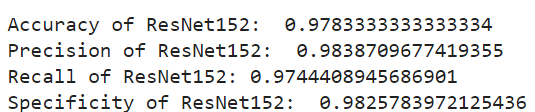 Accuracy of ResNet152:  0.9783333333333334
Precision of ResNet152:  0.9838709677419355
Recall of ResNet152: 0.9744408945686901
Specificity of ResNet152:  0.9825783972125436